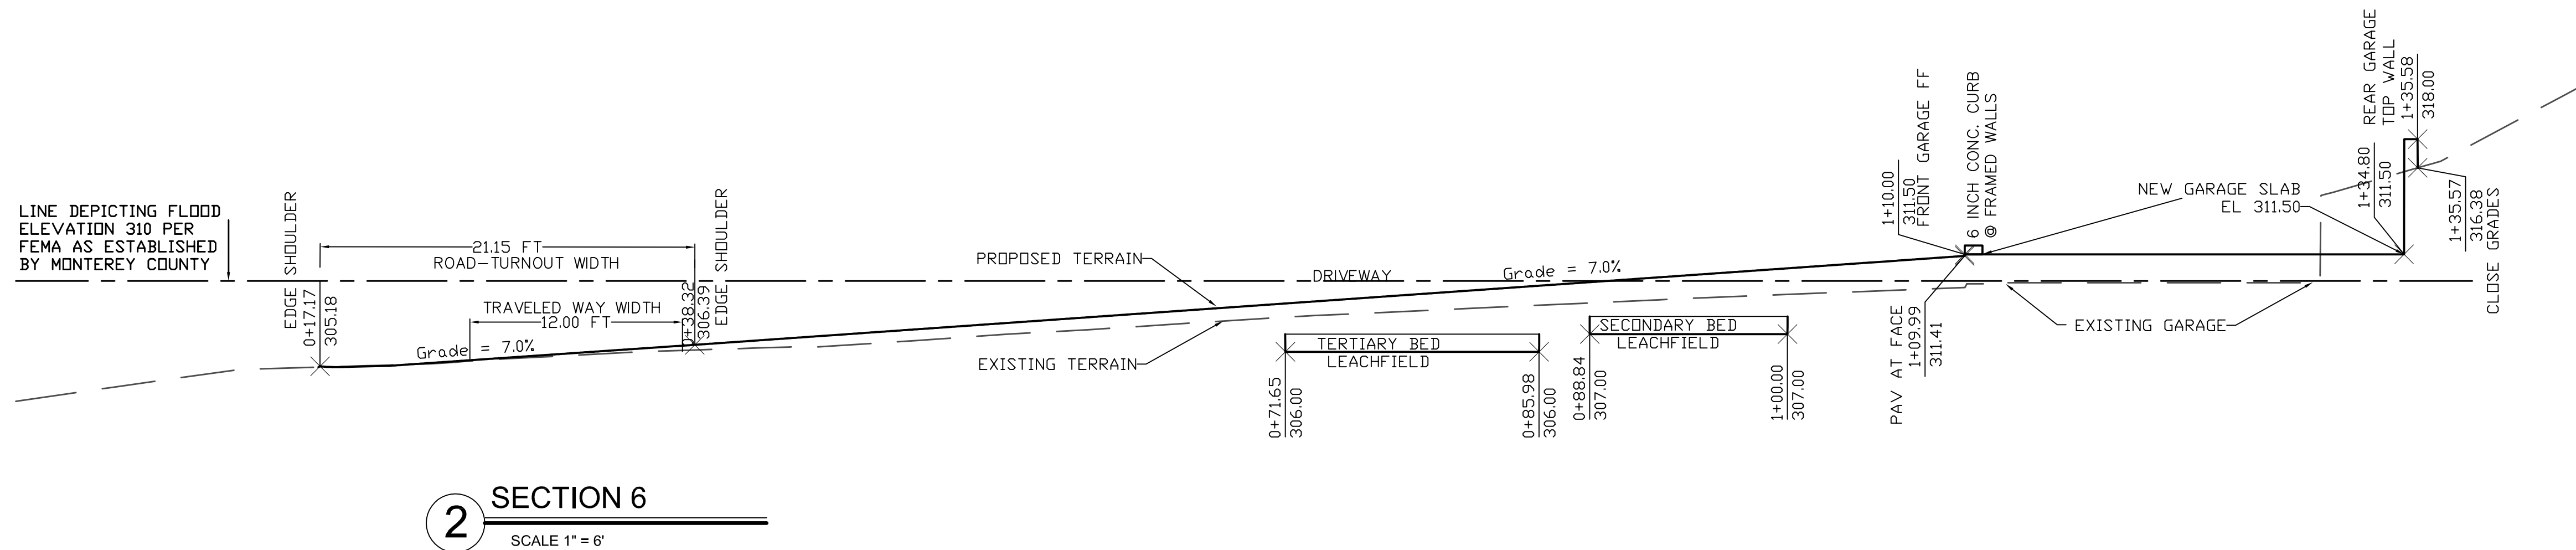 LINE DEPICTING FLOOD
ELEVATION 310 PER
FEMA AS ESTABLISHED
BY MONTEREY COUNTY
EDGE SHOULDER
0+17.17
305.18
21.15 FT
ROAD-TURNOUT WIDTH
TRAVELED WAY WIDTH
12.00 FT
Grade = 7.0%
0+38.32
306.39
EDGE SHOULDER
PROPOSED TERRAIN
EXISTING TERRAIN
DRIVEWAY
Grade = 7.0%
TERTIARY BED
LEACHFIELD
0+71.65
306.00
0+85.98
306.00
SECONDARY BED
LEACHFIELD
0+88.84
307.00
1+00.00
307.00
1+10.00
311.50
FRONT GARAGE FF
6 INCH CONC. CURB
@ FRAMED WALLS
PAV AT FACE
1+09.99
311.41
EXISTING GARAGE
NEW GARAGE SLAB
EL 311.50
1+34.80
311.50
REAR GARAGE
TOP WALL
1+35.58
318.00
1+35.57
316.38
CLOSE GRADES
2
SECTION 6
SCALE 1" = 6'